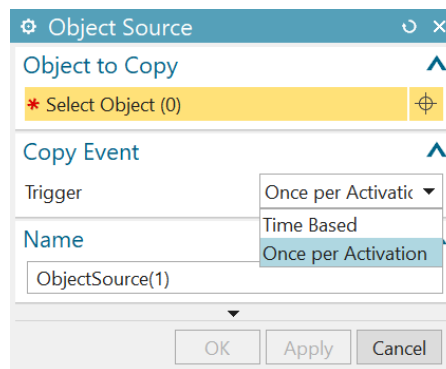 Object Source
Object to Copy
* Select Object (0)
Copy Event
Trigger
Once per Activatic
Time Based
Once per Activation
Name
ObjectSource(1)
OK Apply Cancel